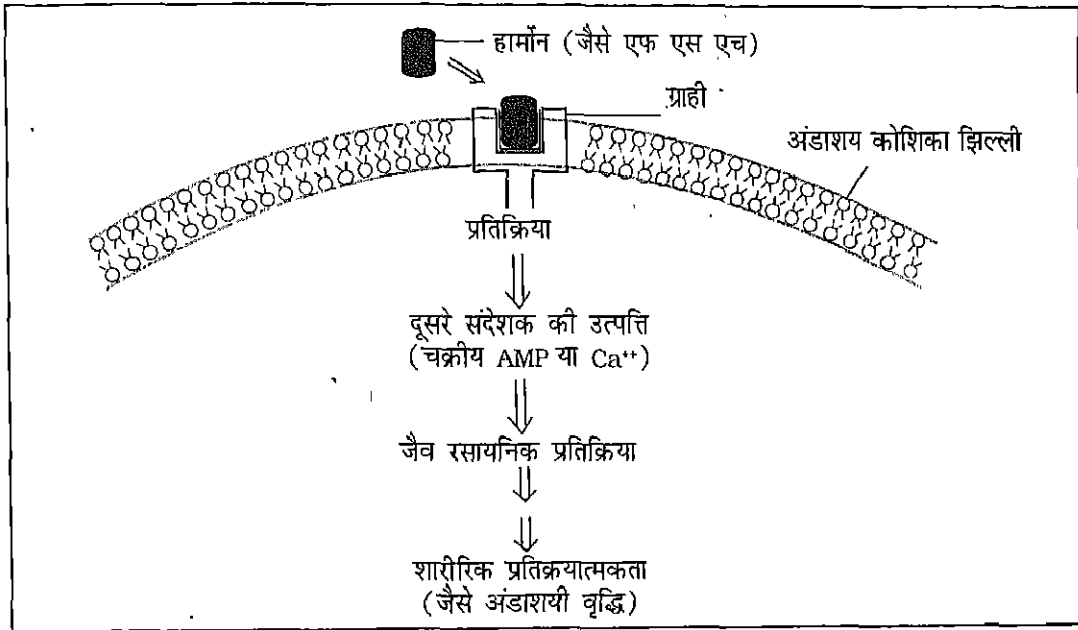 हार्मोन (जैसे एफ एस एच)
ग्राही
अंडाशय कोशिका झिल्ली
प्रतिक्रिया
दूसरे संदेशक की उत्पत्ति
(चक्रीय AMP या Ca⁺⁺)
जैव रसायनिक प्रतिक्रिया
शारीरिक प्रतिक्रयात्मकता
(जैसे अंडाशयी वृद्धि)